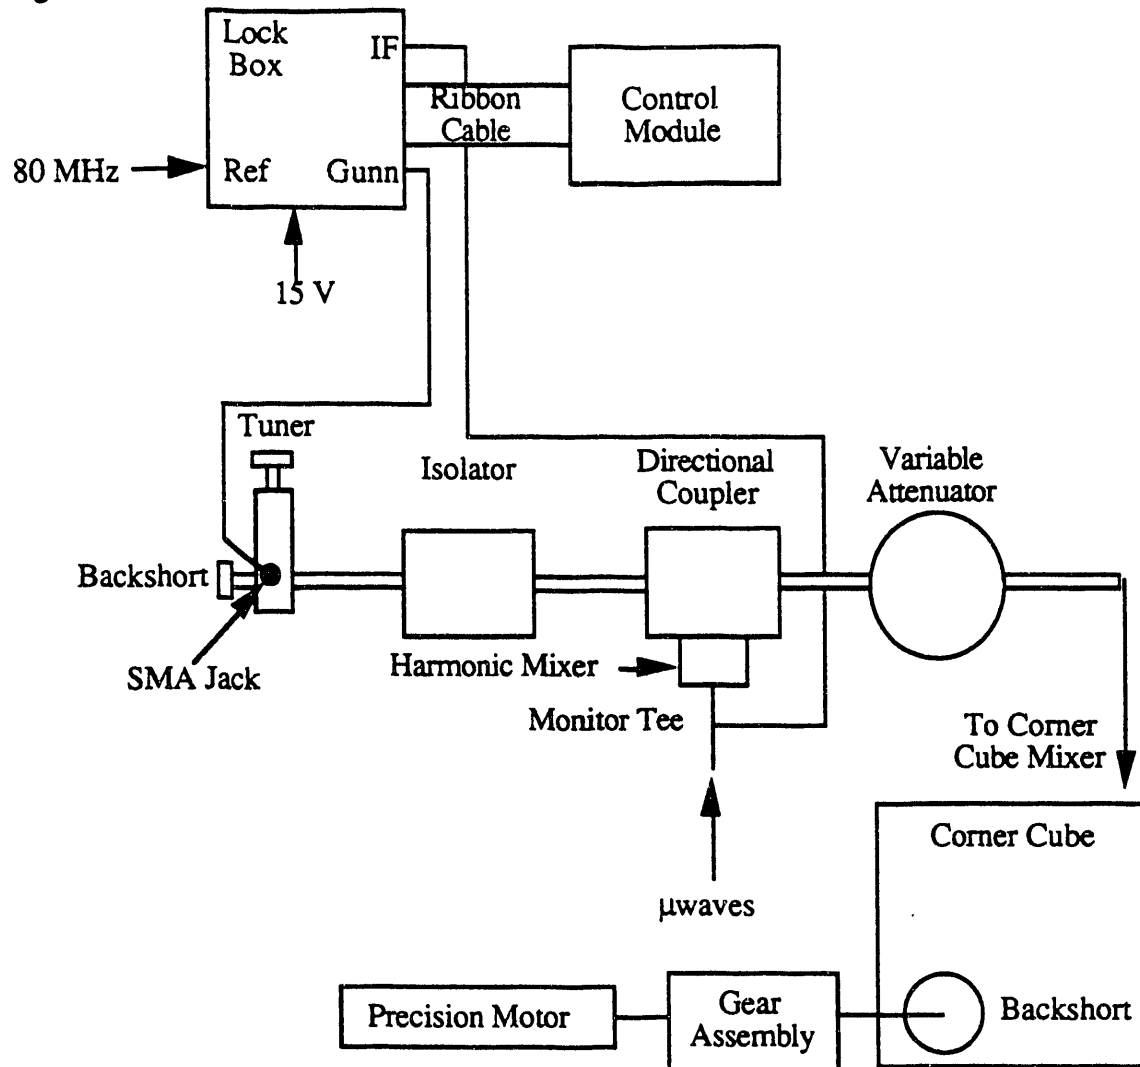 Lock
Box
IF
Ribbon
Cable
Control
Module
80 MHz
Ref
Gunn
15 V
Tuner
Isolator
Directional
Coupler
Variable
Attenuator
Backshort
SMA Jack
Harmonic Mixer
Monitor Tee
To Corner
Cube Mixer
Corner Cube
μwaves
Precision Motor
Gear
Assembly
Backshort